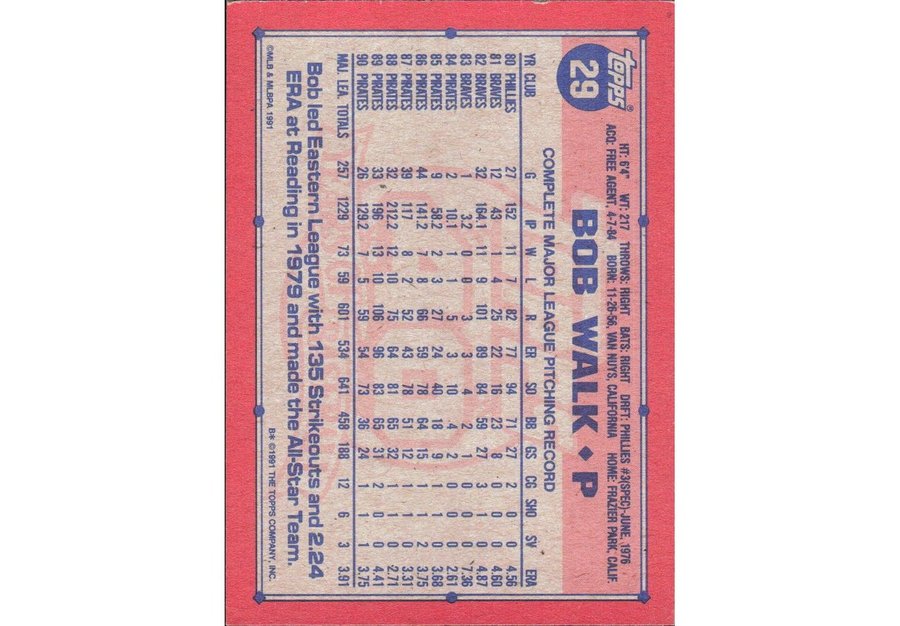 Topps®
29
HT: 6'4" WT: 217 THROWS: RIGHT BATS: RIGHT DRFT: PHILLIES #3(SPEC)-JUNE, 1976
ACQ: FREE AGENT, 4-7-84 BORN: 11-26-56, VAN NUYS, CALIFORNIA HOME: FRAZIER PARK, CALIF.
BOB WALK ◆ P
COMPLETE MAJOR LEAGUE PITCHING RECORD
YR CLUB G IP W L R ER SO BB GS CG SHO SV ERA
80 PHILLIES 27 152 11 7 82 77 94 71 27 2 0 0 4.56
81 BRAVES 12 43 1 4 25 22 16 23 8 0 0 0 4.60
82 BRAVES 32 164.1 11 9 101 89 84 59 27 3 1 0 4.87
83 BRAVES 1 3.2 0 0 3 3 4 2 1 0 0 0 7.36
84 PIRATES 2 10.1 1 1 5 3 10 4 2 0 0 0 2.61
85 PIRATES 9 58.2 2 3 27 24 40 18 9 1 1 0 3.68
86 PIRATES 44 141.2 7 8 66 59 78 64 15 1 1 2 3.75
87 PIRATES 39 117 8 2 52 43 78 51 12 1 1 0 3.31
88 PIRATES 32 212.2 12 10 75 64 81 65 32 1 1 0 2.71
89 PIRATES 33 196 13 10 106 96 83 65 31 2 0 0 4.41
90 PIRATES 26 129.2 7 5 59 54 73 36 24 1 1 1 3.75
MAJ. LEA. TOTALS 257 1229 73 59 601 534 641 458 188 12 6 3 3.91
Bob led Eastern League with 135 Strikeouts and 2.24
ERA at Reading in 1979 and made the All-Star Team.
©MLB & MLBPA 1991
B* ©1991 THE TOPPS COMPANY, INC.